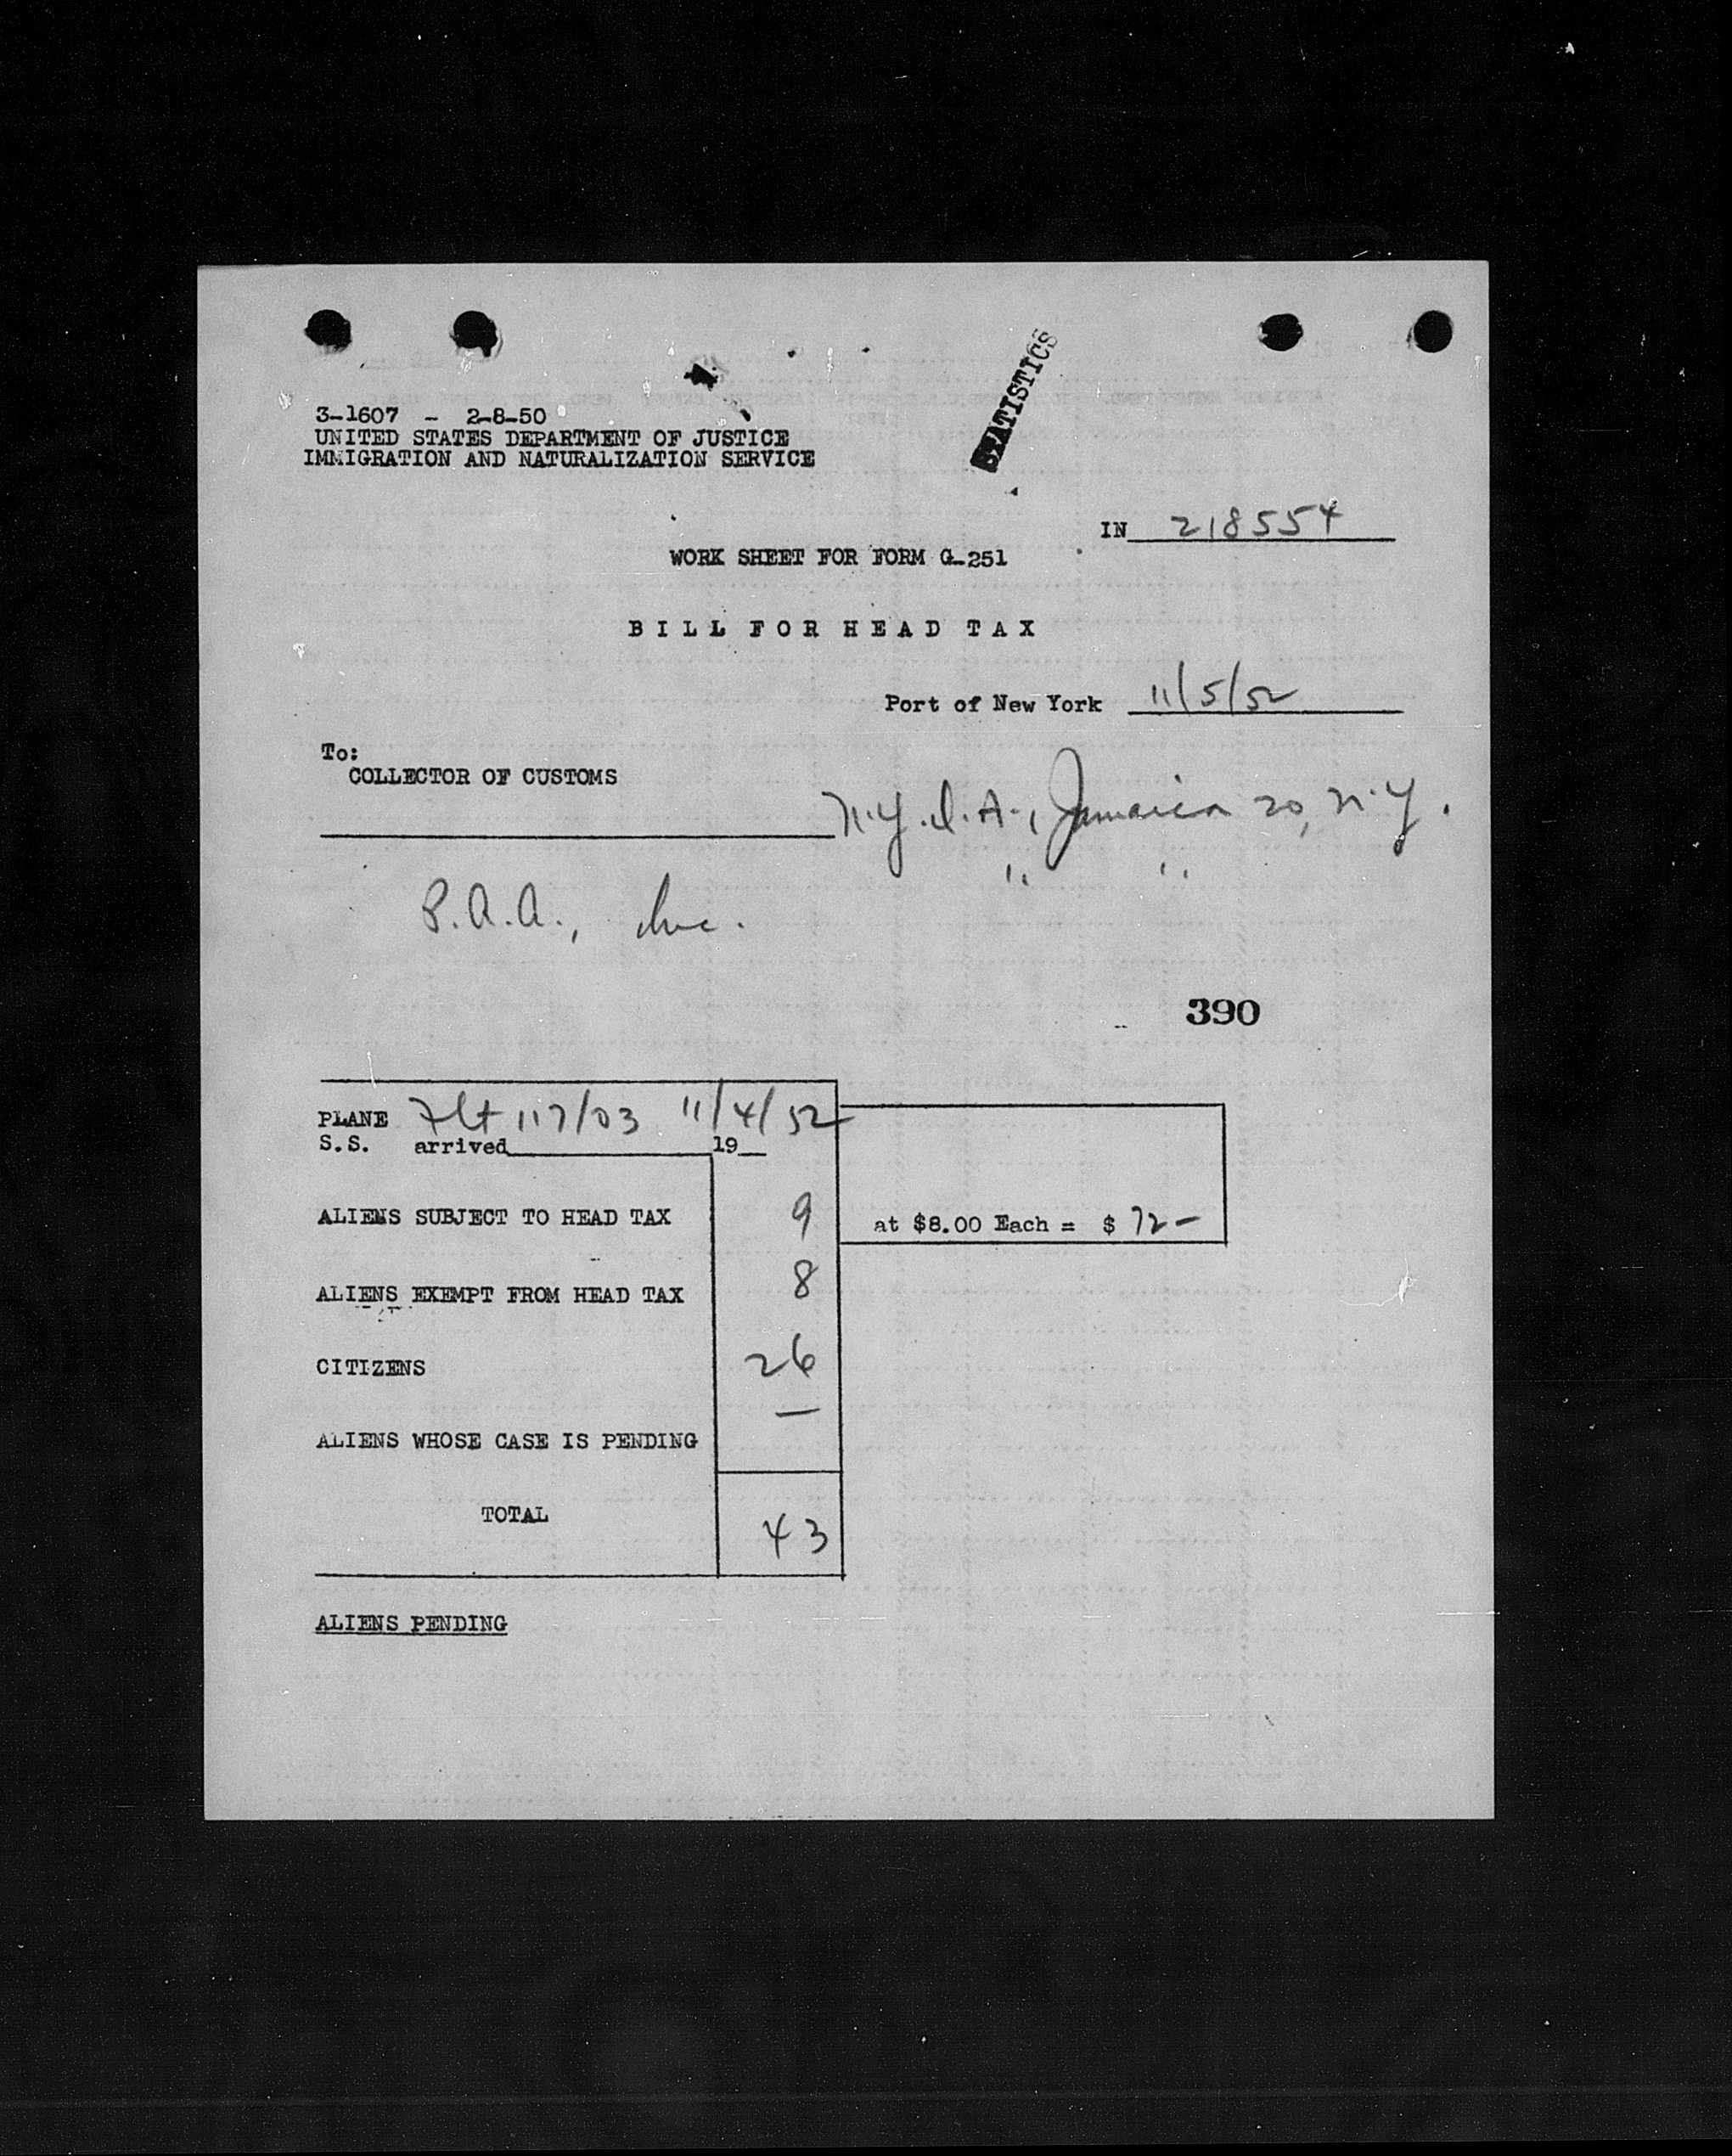 STATISTICS
3-1607 - 2-8-50
UNITED STATES DEPARTMENT OF JUSTICE
IMMIGRATION AND NATURALIZATION SERVICE
IN 218554
WORK SHEET FOR FORM G-251
BILL FOR HEAD TAX
Port of New York 11/5/52
To:
COLLECTOR OF CUSTOMS
N.Y.I.A., Jamaica 20, N.Y.
" "
P.A.A., Inc.
390
PLANE Flt 117/03 11/4/52
S.S. arrived 19
ALIENS SUBJECT TO HEAD TAX 9 at $8.00 Each = $ 72-
ALIENS EXEMPT FROM HEAD TAX 8
CITIZENS 26
ALIENS WHOSE CASE IS PENDING —
TOTAL 43
ALIENS PENDING